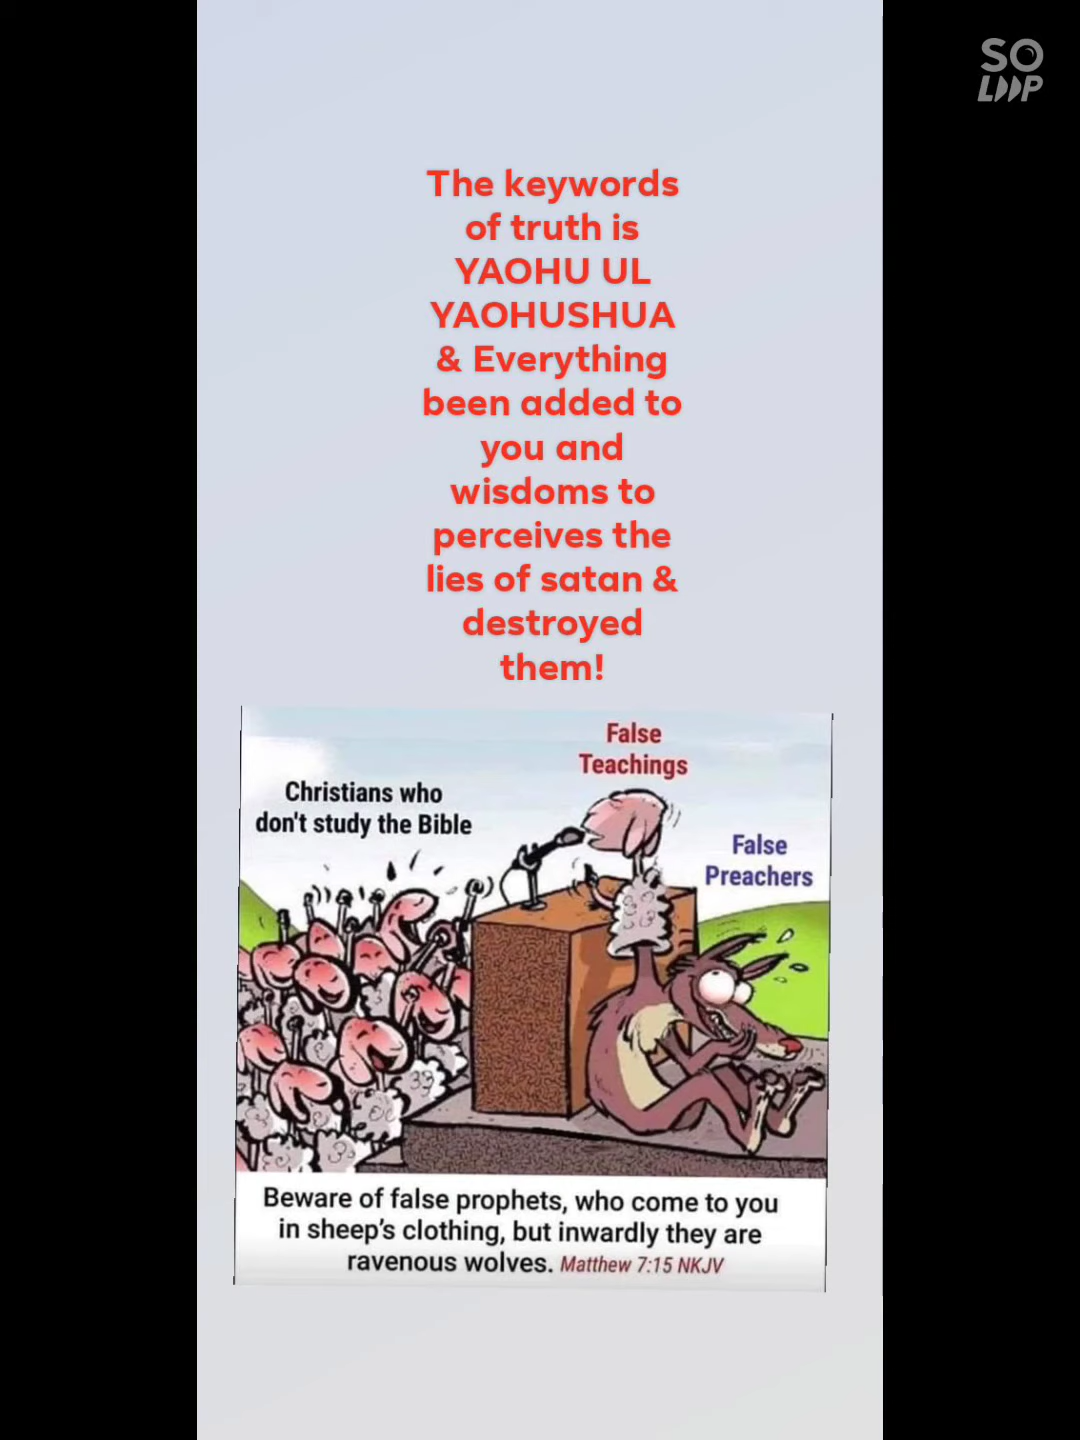 SO
LOOP
The keywords
of truth is
YAOHU UL
YAOHUSHUA
& Everything
been added to
you and
wisdoms to
perceives the
lies of satan &
destroyed
them!
False
Teachings
Christians who
don't study the Bible
False
Preachers
Beware of false prophets, who come to you
in sheep's clothing, but inwardly they are
ravenous wolves. Matthew 7:15 NKJV